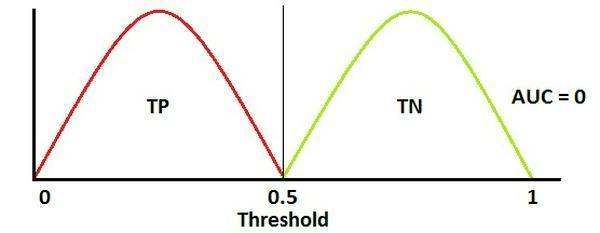 TP
TN
AUC = 0
0
0.5
1
Threshold